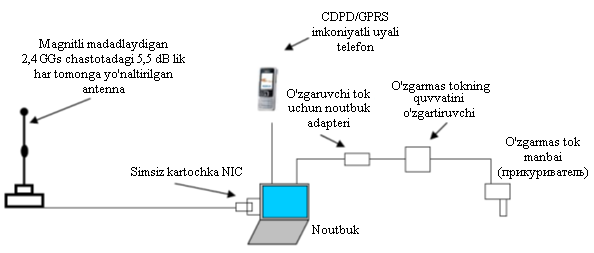 Magnitli madadlaydigan
2,4 GGs chastotadagi 5,5 dB lik
har tomonga yo'naltirilgan
antenna
CDPD/GPRS
imkoniyatli uyali
telefon
O'zgaruvchi tok
uchun noutbuk
adapteri
O'zgarmas tokning
quvvatini
o'zgartiruvchi
O'zgarmas tok
manbai
(прикуриватель)
Simsiz kartochka NIC
Noutbuk